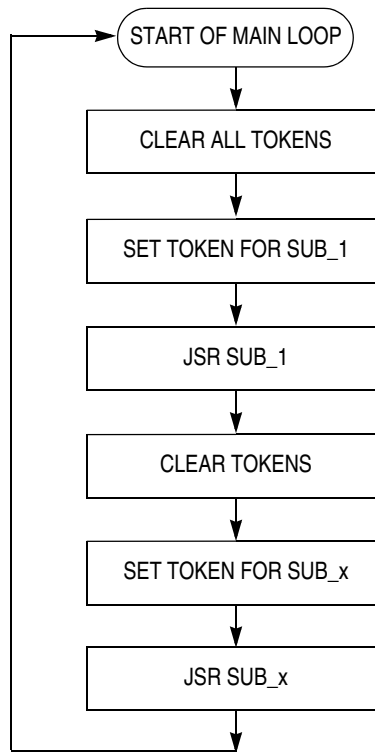 START OF MAIN LOOP
CLEAR ALL TOKENS
SET TOKEN FOR SUB_1
JSR SUB_1
CLEAR TOKENS
SET TOKEN FOR SUB_x
JSR SUB_x